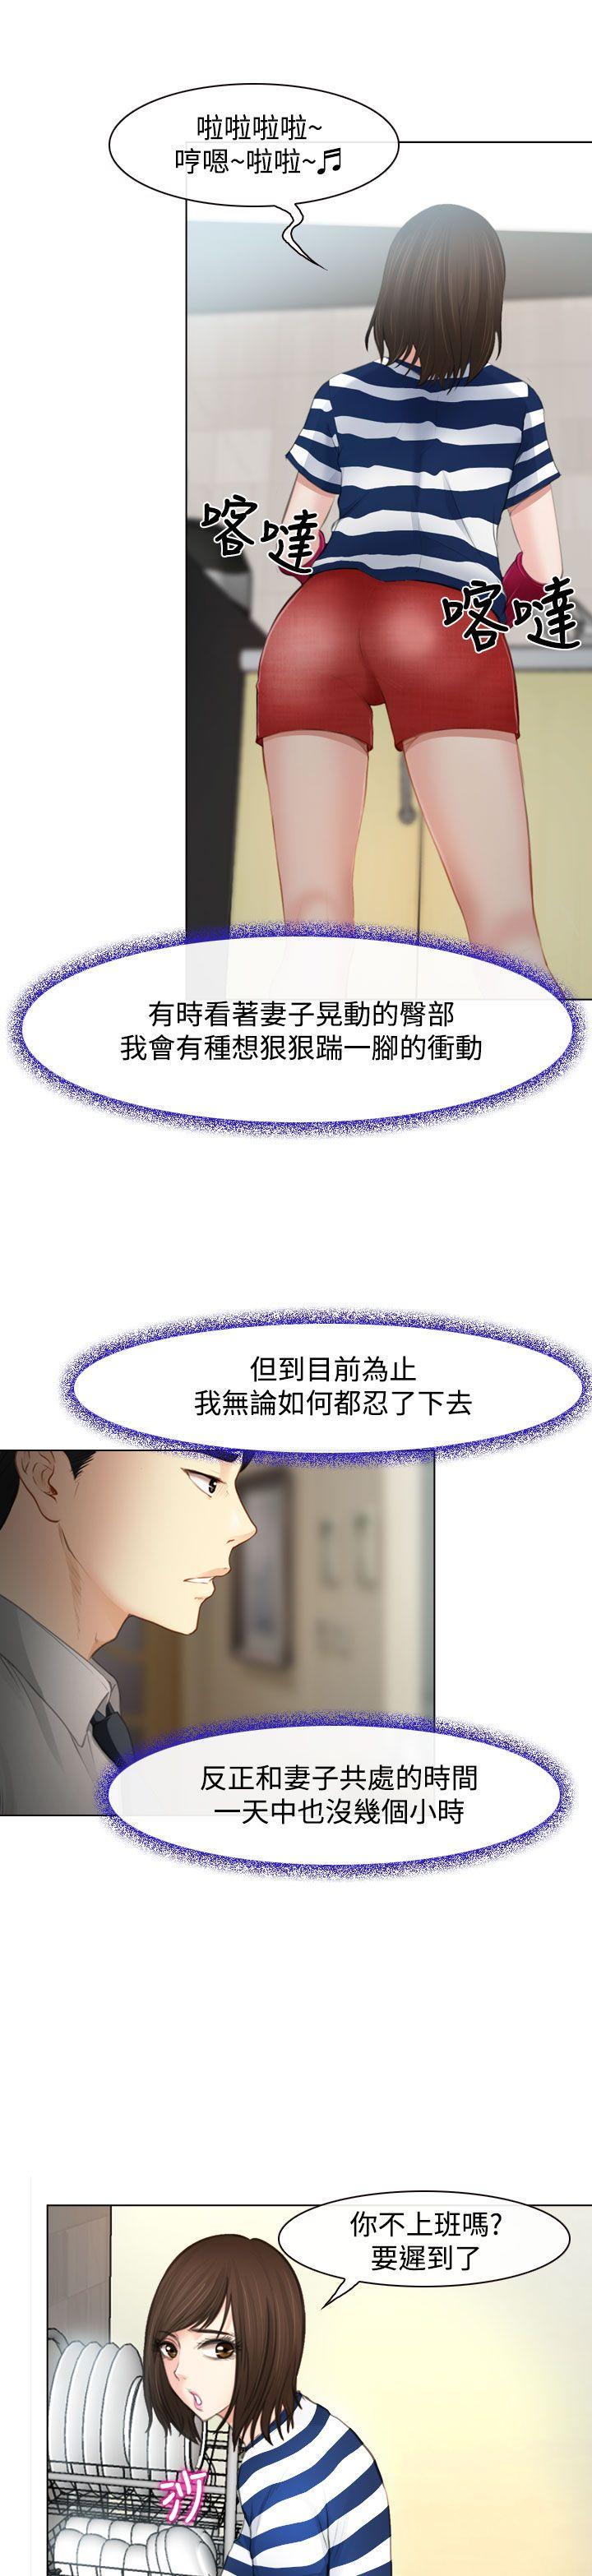 啦啦啦啦~
哼嗯~啦啦~♬
喀噠
喀噠
有時看著妻子晃動的臀部
我會有種想狠狠踹一腳的衝動
但到目前為止
我無論如何都忍了下去
反正和妻子共處的時間
一天中也沒幾個小時
你不上班嗎?
要遲到了
沙